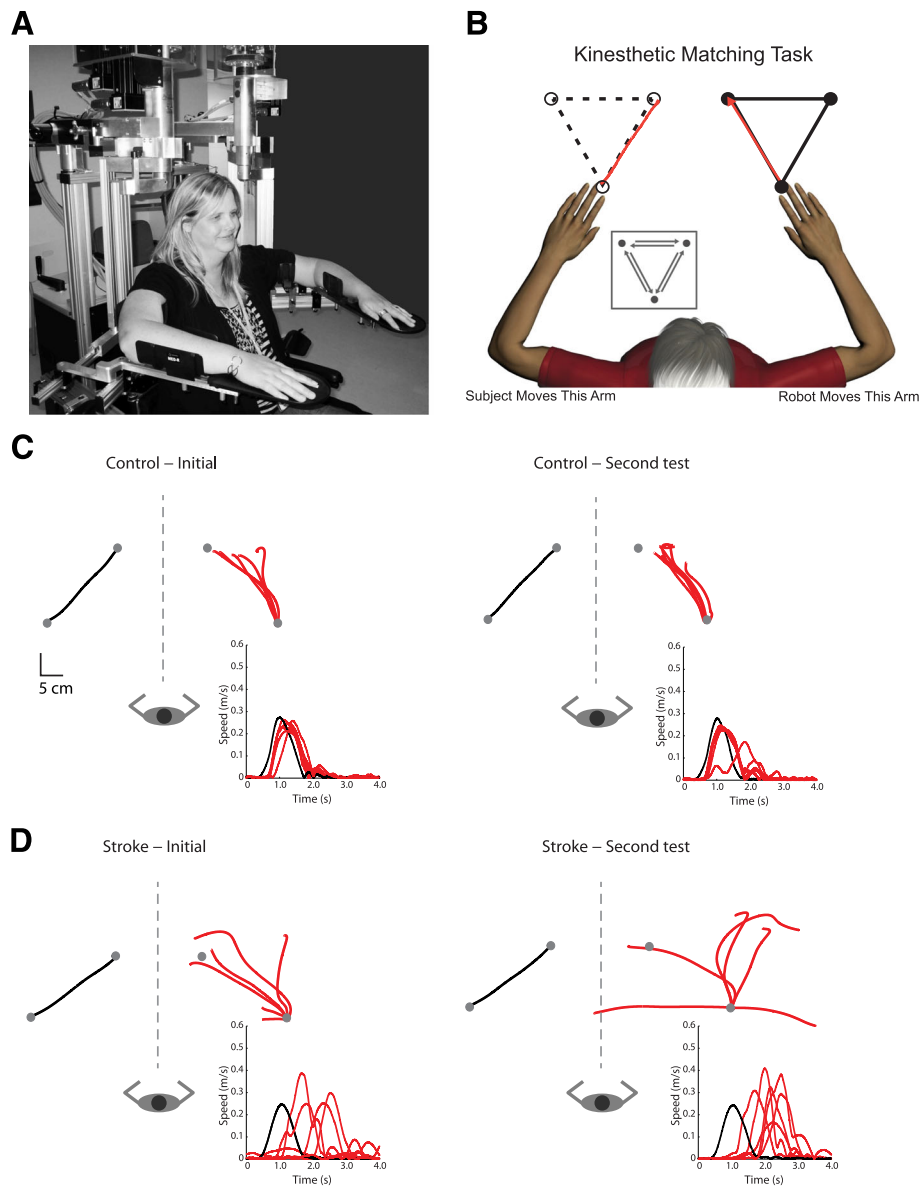 A
B
Kinesthetic Matching Task
Subject Moves This Arm
Robot Moves This Arm
C
Control – Initial
Control – Second test
5 cm
0.6
0.5
0.4
0.3
0.2
0.1
0
Speed (m/s)
0
1.0
2.0
3.0
4.0
Time (s)
0.6
0.5
0.4
0.3
0.2
0.1
0
Speed (m/s)
0
1.0
2.0
3.0
4.0
Time (s)
D
Stroke – Initial
Stroke – Second test
0.6
0.5
0.4
0.3
0.2
0.1
0
Speed (m/s)
0
1.0
2.0
3.0
4.0
Time (s)
0.6
0.5
0.4
0.3
0.2
0.1
0
Speed (m/s)
0
1.0
2.0
3.0
4.0
Time (s)